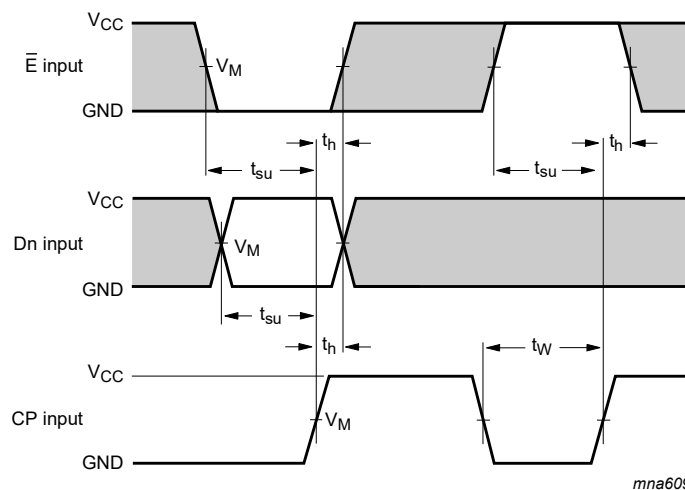 VCC
E̅ input
VM
GND
th
th
tsu
tsu
VCC
Dn input
VM
GND
tsu
th
tW
VCC
CP input
VM
GND
mna609